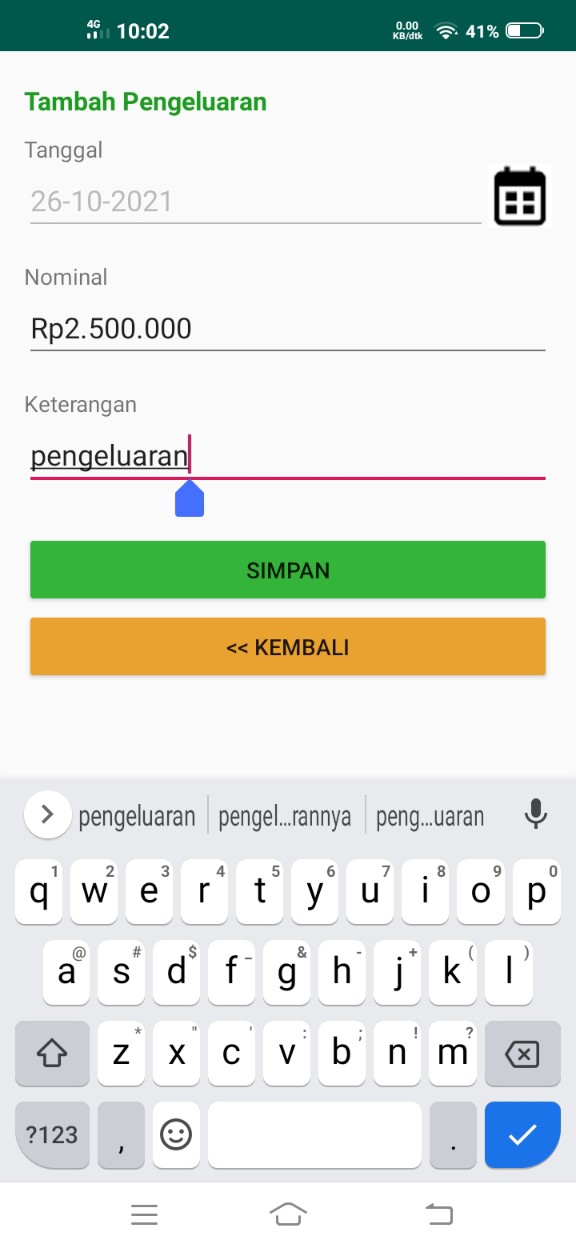 4G 10:02 0.00 KB/dtk 41%
Tambah Pengeluaran
Tanggal
26-10-2021
Nominal
Rp2.500.000
Keterangan
pengeluaran
SIMPAN
<< KEMBALI
pengeluaran pengel...rannya peng...uaran
q1 w2 e3 r4 t5 y6 u7 i8 o9 p0
a@ s# d$ f- g& h- j+ k( l)
z* x" c' v: b; n! m?
?123 , .